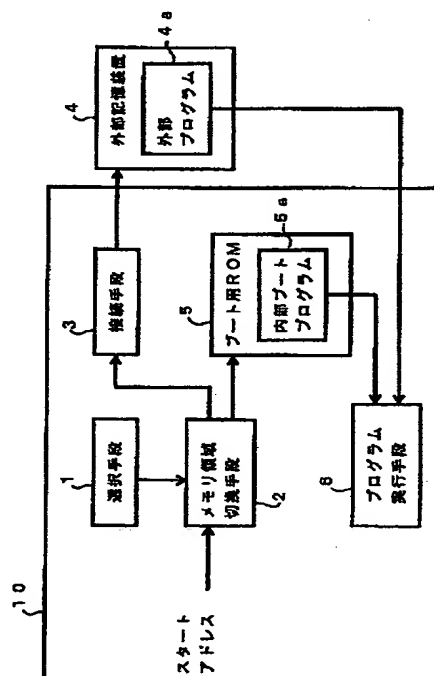 10
1
選択手段
スタート
アドレス
メモリ領域
切換手段
2
3
接続手段
4
外部記憶装置
4a
外部
プログラム
5
ブート用ROM
5a
内部ブート
プログラム
6
プログラム
実行手段